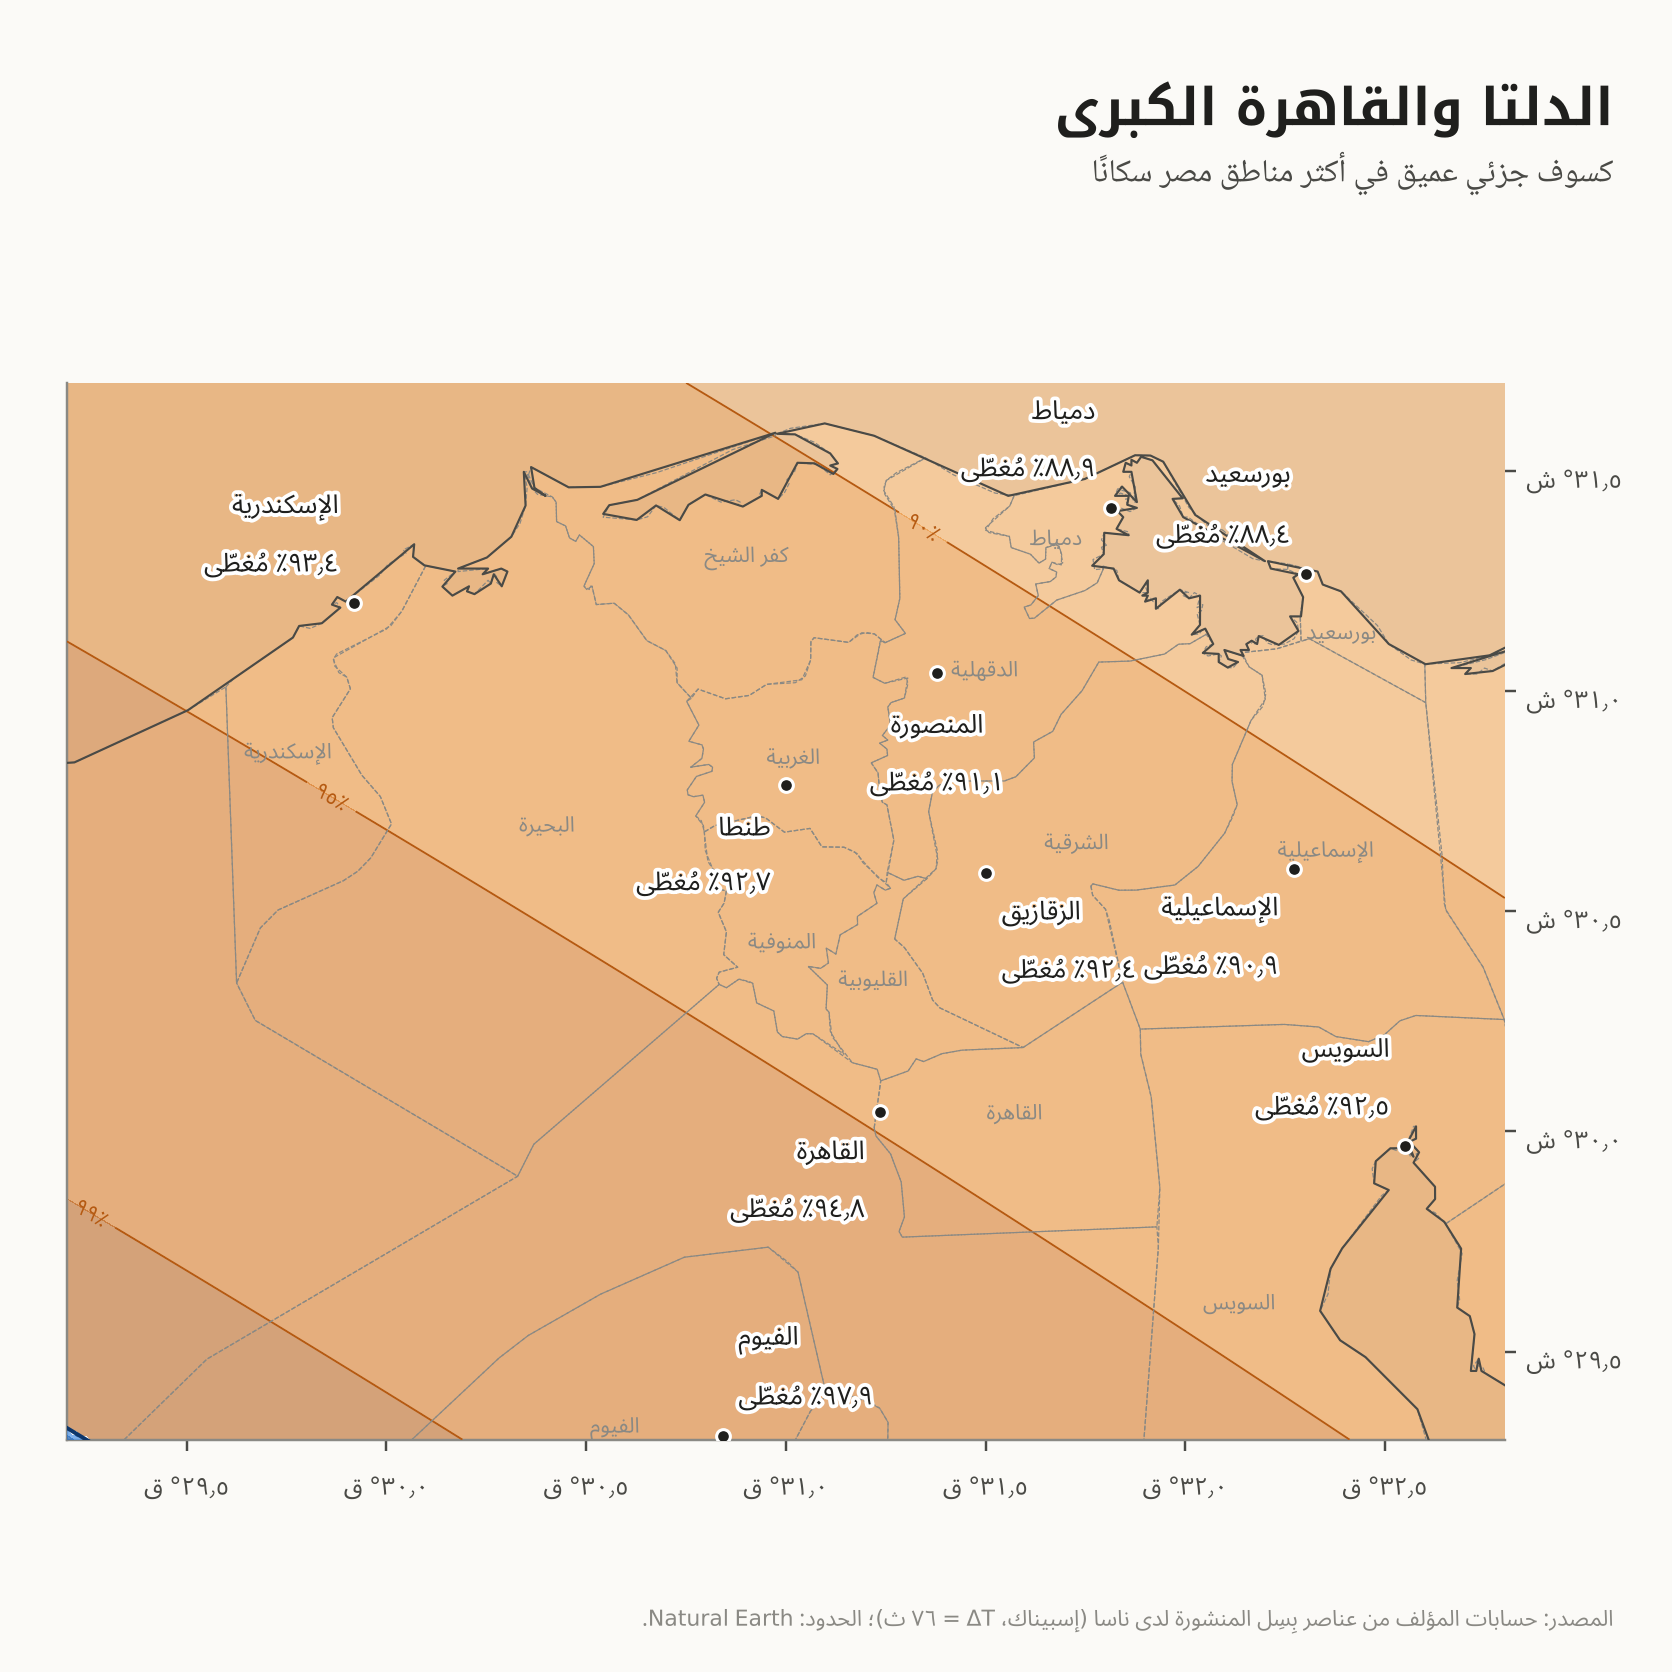 الدلتا والقاهرة الكبرى
كسوف جزئي عميق في أكثر مناطق مصر سكانًا
دمياط
٨٨٫٩٪ مُغطّى
بورسعيد
٨٨٫٤٪ مُغطّى
الإسكندرية
٩٣٫٤٪ مُغطّى
٣١٫٥° ش
٩٠٪
دمياط
كفر الشيخ
بورسعيد
الدقهلية
٣١٫٠° ش
المنصورة
٩١٫١٪ مُغطّى
الإسكندرية
الغربية
٩٥٪
طنطا
٩٢٫٧٪ مُغطّى
البحيرة
الشرقية
الإسماعيلية
الإسماعيلية
٩٠٫٩٪ مُغطّى
الزقازيق
٩٢٫٤٪ مُغطّى
٣٠٫٥° ش
المنوفية
القليوبية
السويس
٩٢٫٥٪ مُغطّى
القاهرة
٣٠٫٠° ش
القاهرة
٩٤٫٨٪ مُغطّى
٩٩٪
السويس
الفيوم
٩٧٫٩٪ مُغطّى
٢٩٫٥° ش
الفيوم
٢٩٫٥° ق
٣٠٫٠° ق
٣٠٫٥° ق
٣١٫٠° ق
٣١٫٥° ق
٣٢٫٠° ق
٣٢٫٥° ق
المصدر: حسابات المؤلف من عناصر بِسِل المنشورة لدى ناسا (إسبيناك، ΔT = ٧٦ ث)؛ الحدود: Natural Earth.